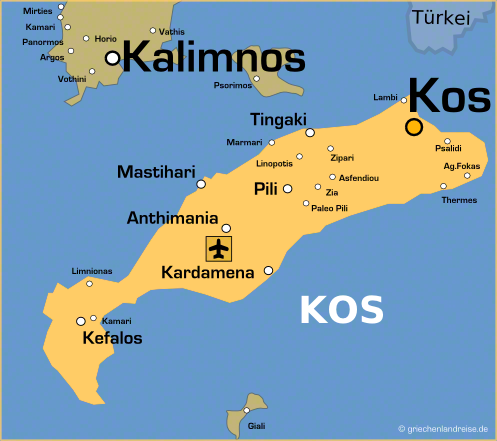 Mirties
Kamari
Panormos
Argos
Horio
Vathis
Vothini
Kalimnos
Psorimos
Türkei
Lambi
Kos
Tingaki
Marmari
Linopotis
Zipari
Psalidi
Ag.Fokas
Mastihari
Pili
Asfendiou
Zia
Thermes
Paleo Pili
Anthimania
Kardamena
Limnionas
KOS
Kamari
Kefalos
Giali
© griechenlandreise.de